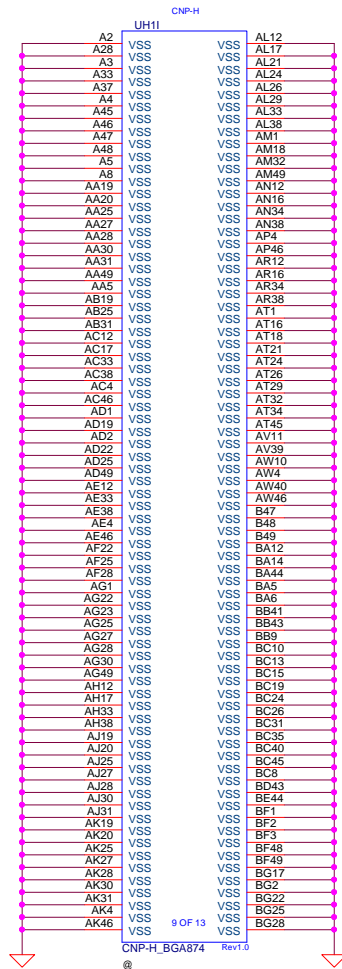 CNP-H
UH1I
A2 VSS VSS AL12
A28 VSS VSS AL17
A3 VSS VSS AL21
A33 VSS VSS AL24
A37 VSS VSS AL26
A4 VSS VSS AL29
A45 VSS VSS AL33
A46 VSS VSS AL38
A47 VSS VSS AM1
A48 VSS VSS AM18
A5 VSS VSS AM32
A8 VSS VSS AM49
AA19 VSS VSS AN12
AA20 VSS VSS AN16
AA25 VSS VSS AN34
AA27 VSS VSS AN38
AA28 VSS VSS AP4
AA30 VSS VSS AP46
AA31 VSS VSS AR12
AA49 VSS VSS AR16
AA5 VSS VSS AR34
AB19 VSS VSS AR38
AB25 VSS VSS AT1
AB31 VSS VSS AT16
AC12 VSS VSS AT18
AC17 VSS VSS AT21
AC33 VSS VSS AT24
AC38 VSS VSS AT26
AC4 VSS VSS AT29
AC46 VSS VSS AT32
AD1 VSS VSS AT34
AD19 VSS VSS AT45
AD2 VSS VSS AV11
AD22 VSS VSS AV39
AD25 VSS VSS AW10
AD49 VSS VSS AW4
AE12 VSS VSS AW40
AE33 VSS VSS AW46
AE38 VSS VSS B47
AE4 VSS VSS B48
AE46 VSS VSS B49
AF22 VSS VSS BA12
AF25 VSS VSS BA14
AF28 VSS VSS BA44
AG1 VSS VSS BA5
AG22 VSS VSS BA6
AG23 VSS VSS BB41
AG25 VSS VSS BB43
AG27 VSS VSS BB9
AG28 VSS VSS BC10
AG30 VSS VSS BC13
AG49 VSS VSS BC15
AH12 VSS VSS BC19
AH17 VSS VSS BC24
AH33 VSS VSS BC26
AH38 VSS VSS BC31
AJ19 VSS VSS BC35
AJ20 VSS VSS BC40
AJ25 VSS VSS BC45
AJ27 VSS VSS BC8
AJ28 VSS VSS BD43
AJ30 VSS VSS BE44
AJ31 VSS VSS BF1
AK19 VSS VSS BF2
AK20 VSS VSS BF3
AK25 VSS VSS BF48
AK27 VSS VSS BF49
AK28 VSS VSS BG17
AK30 VSS VSS BG2
AK31 VSS VSS BG22
AK4 VSS VSS BG25
AK46 VSS VSS BG28
9 OF 13
CNP-H_BGA874 Rev1.0
@